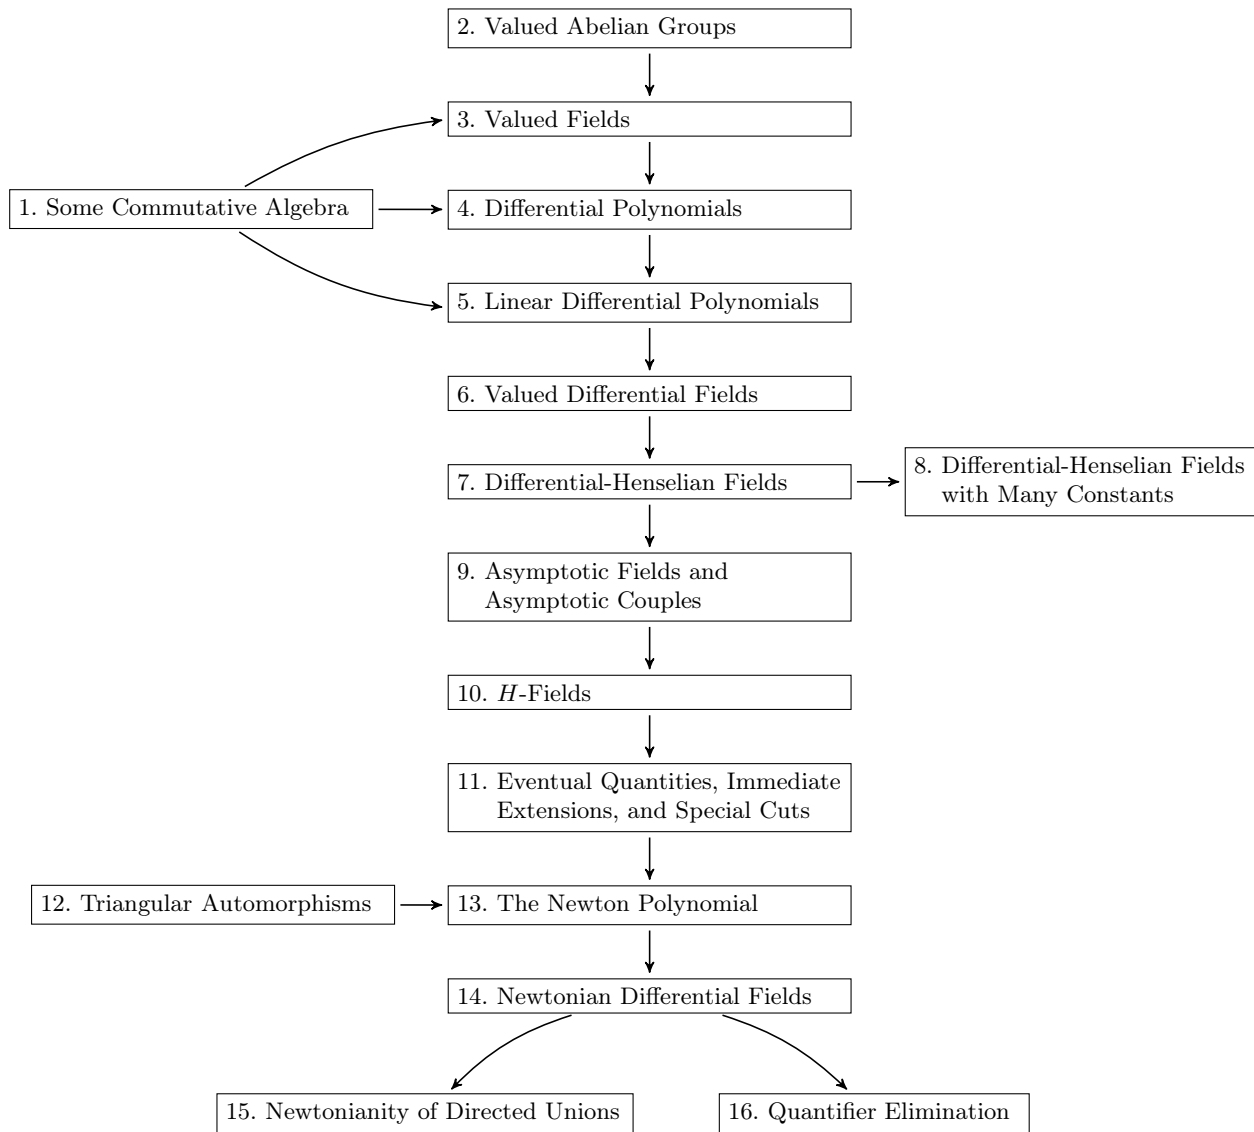 2. Valued Abelian Groups
3. Valued Fields
1. Some Commutative Algebra
4. Differential Polynomials
5. Linear Differential Polynomials
6. Valued Differential Fields
7. Differential-Henselian Fields
8. Differential-Henselian Fields
with Many Constants
9. Asymptotic Fields and
Asymptotic Couples
10. H-Fields
11. Eventual Quantities, Immediate
Extensions, and Special Cuts
12. Triangular Automorphisms
13. The Newton Polynomial
14. Newtonian Differential Fields
15. Newtonianity of Directed Unions
16. Quantifier Elimination